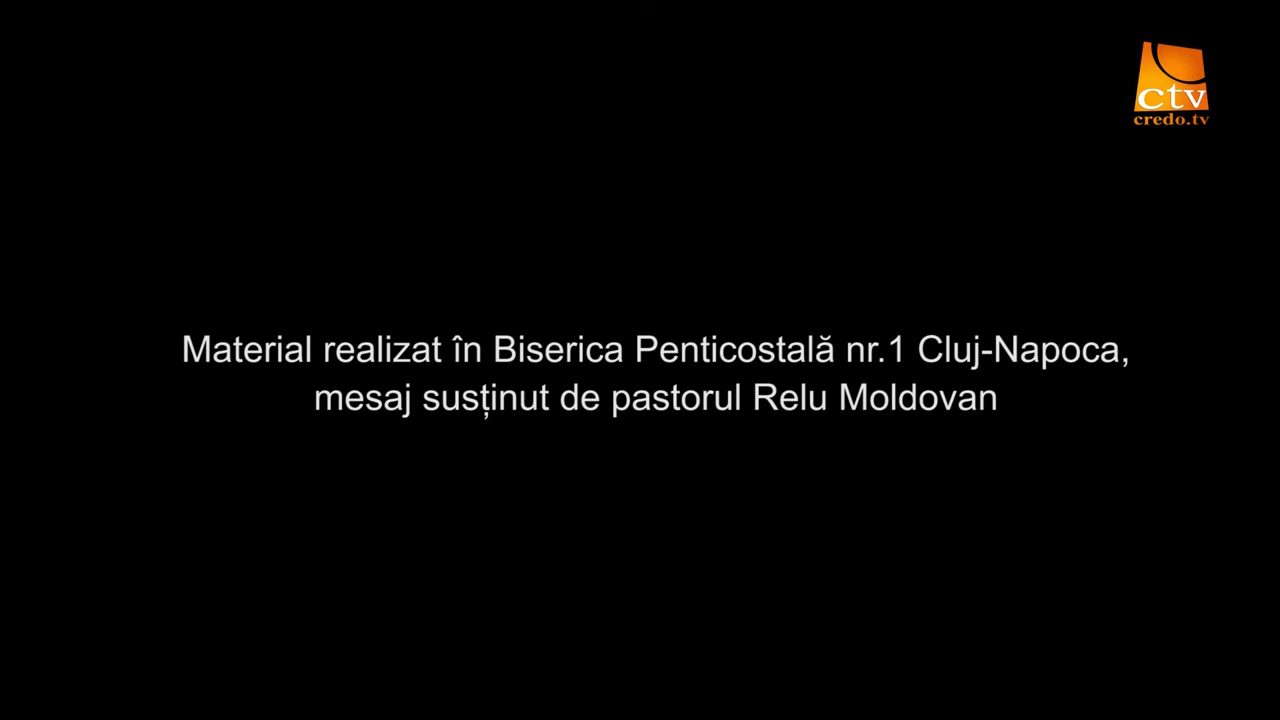 ctv
credo.tv
Material realizat în Biserica Penticostală nr.1 Cluj-Napoca,
mesaj susținut de pastorul Relu Moldovan